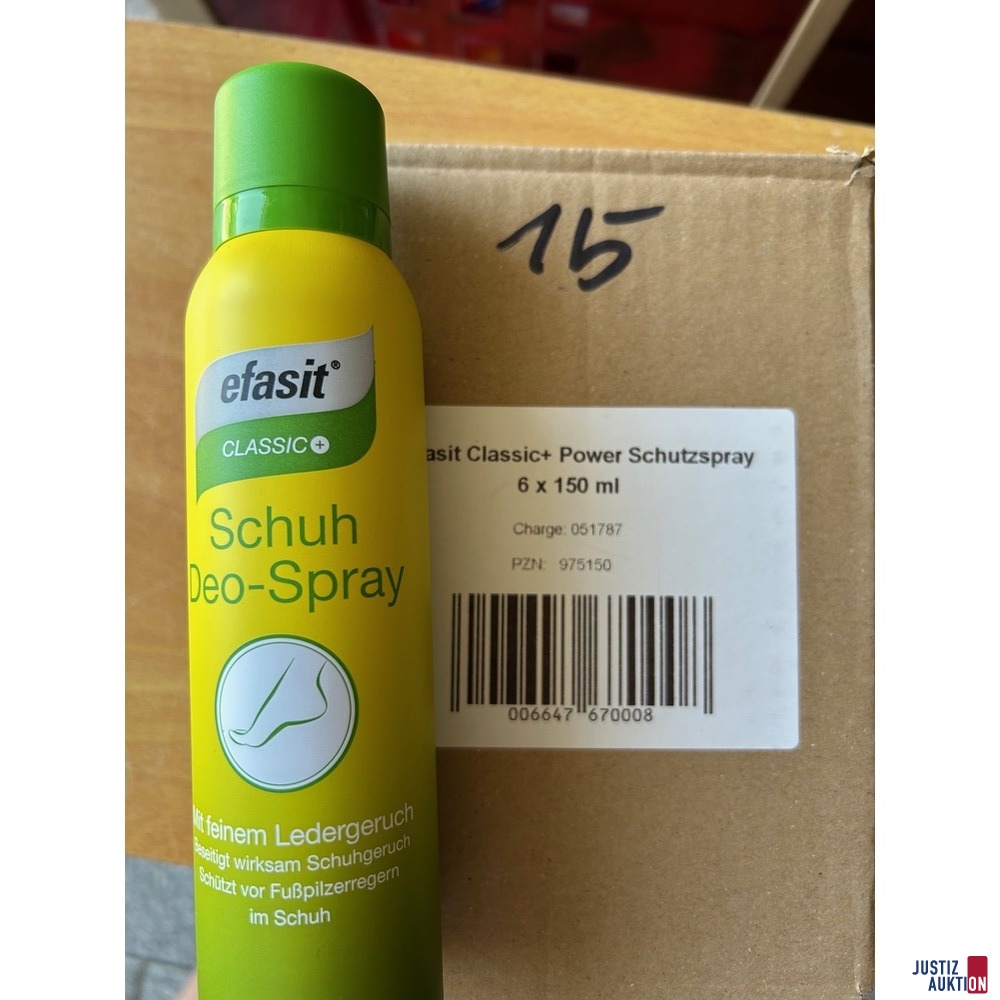 15
efasit®
CLASSIC+
Schuh
Deo-Spray
Mit feinem Ledergeruch
Beseitigt wirksam Schuhgeruch
Schützt vor Fußpilzerregern
im Schuh
asit Classic+ Power Schutzspray
6 x 150 ml
Charge: 051787
PZN: 975150
006647 670008
JUSTIZ
AUKTION